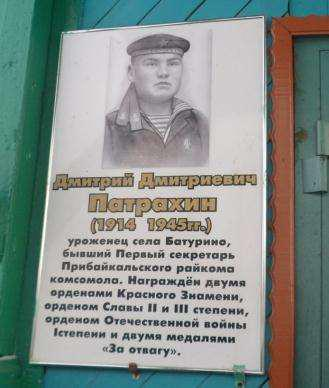 Дмитрий Дмитриевич
Патрахин
(1914 1945гг.)
уроженец села Батурино,
бывший Первый секретарь
Прибайкальского райкома
комсомола. Награждён двумя
орденами Красного Знамени,
орденом Славы II и III степени,
орденом Отечественной войны
Iстепени и двумя медалями
«За отвагу».